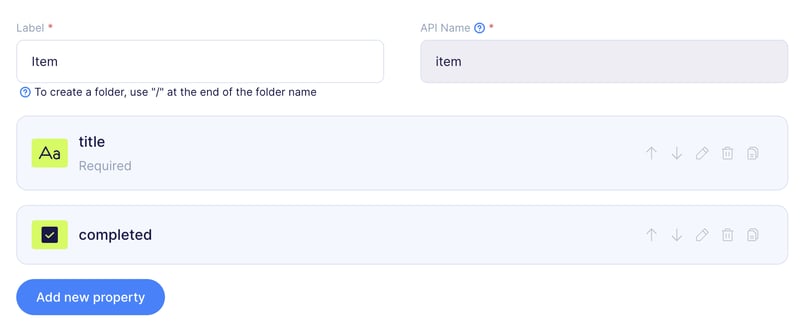 Label * API Name *
Item item
To create a folder, use "/" at the end of the folder name
Aa title
Required
completed
Add new property